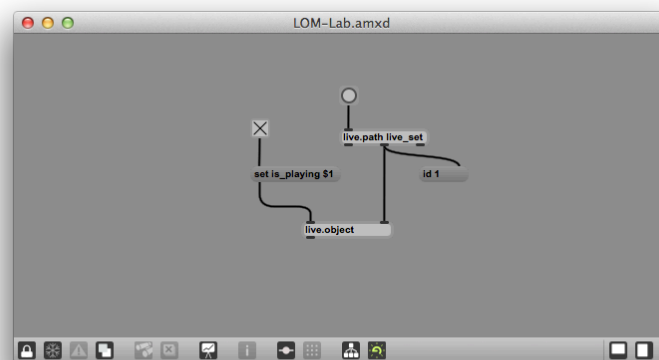 LOM-Lab.amxd
live.path live_set
set is_playing $1
id 1
live.object